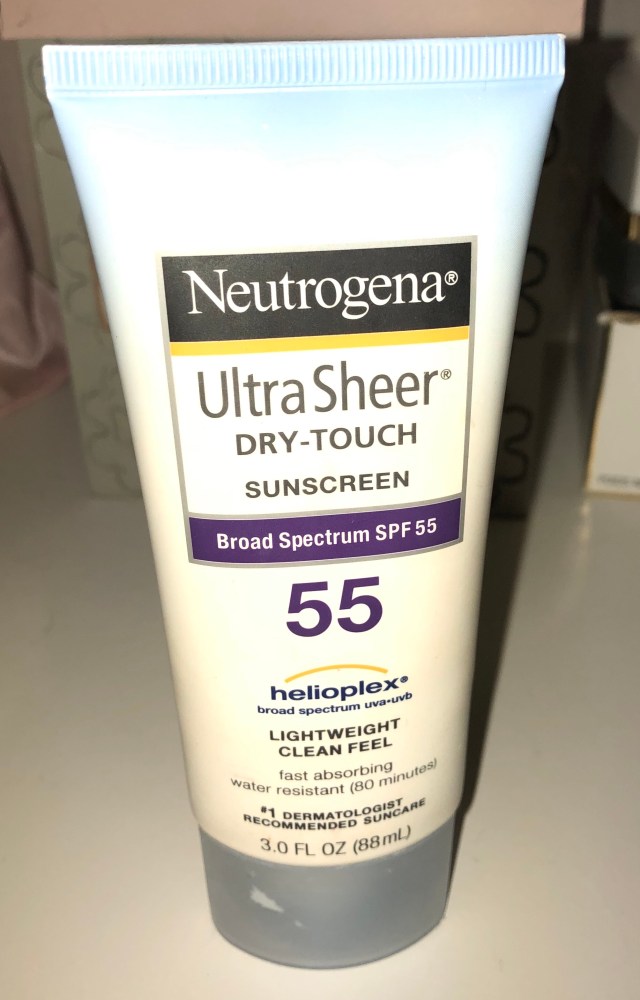 Neutrogena®
Ultra Sheer®
DRY-TOUCH
SUNSCREEN
Broad Spectrum SPF 55
55
helioplex®
broad spectrum uva•uvb
LIGHTWEIGHT
CLEAN FEEL
fast absorbing
water resistant (80 minutes)
#1 DERMATOLOGIST
RECOMMENDED SUNCARE
3.0 FL OZ (88mL)